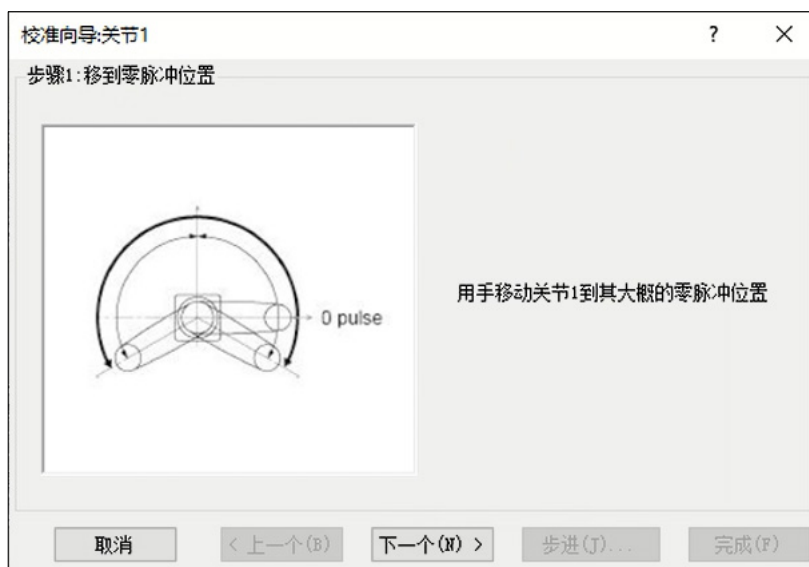 校准向导:关节1
?
步骤1:移到零脉冲位置
0 pulse
用手移动关节1到其大概的零脉冲位置
取消
< 上一个(B)
下一个(N) >
步进(J)...
完成(F)